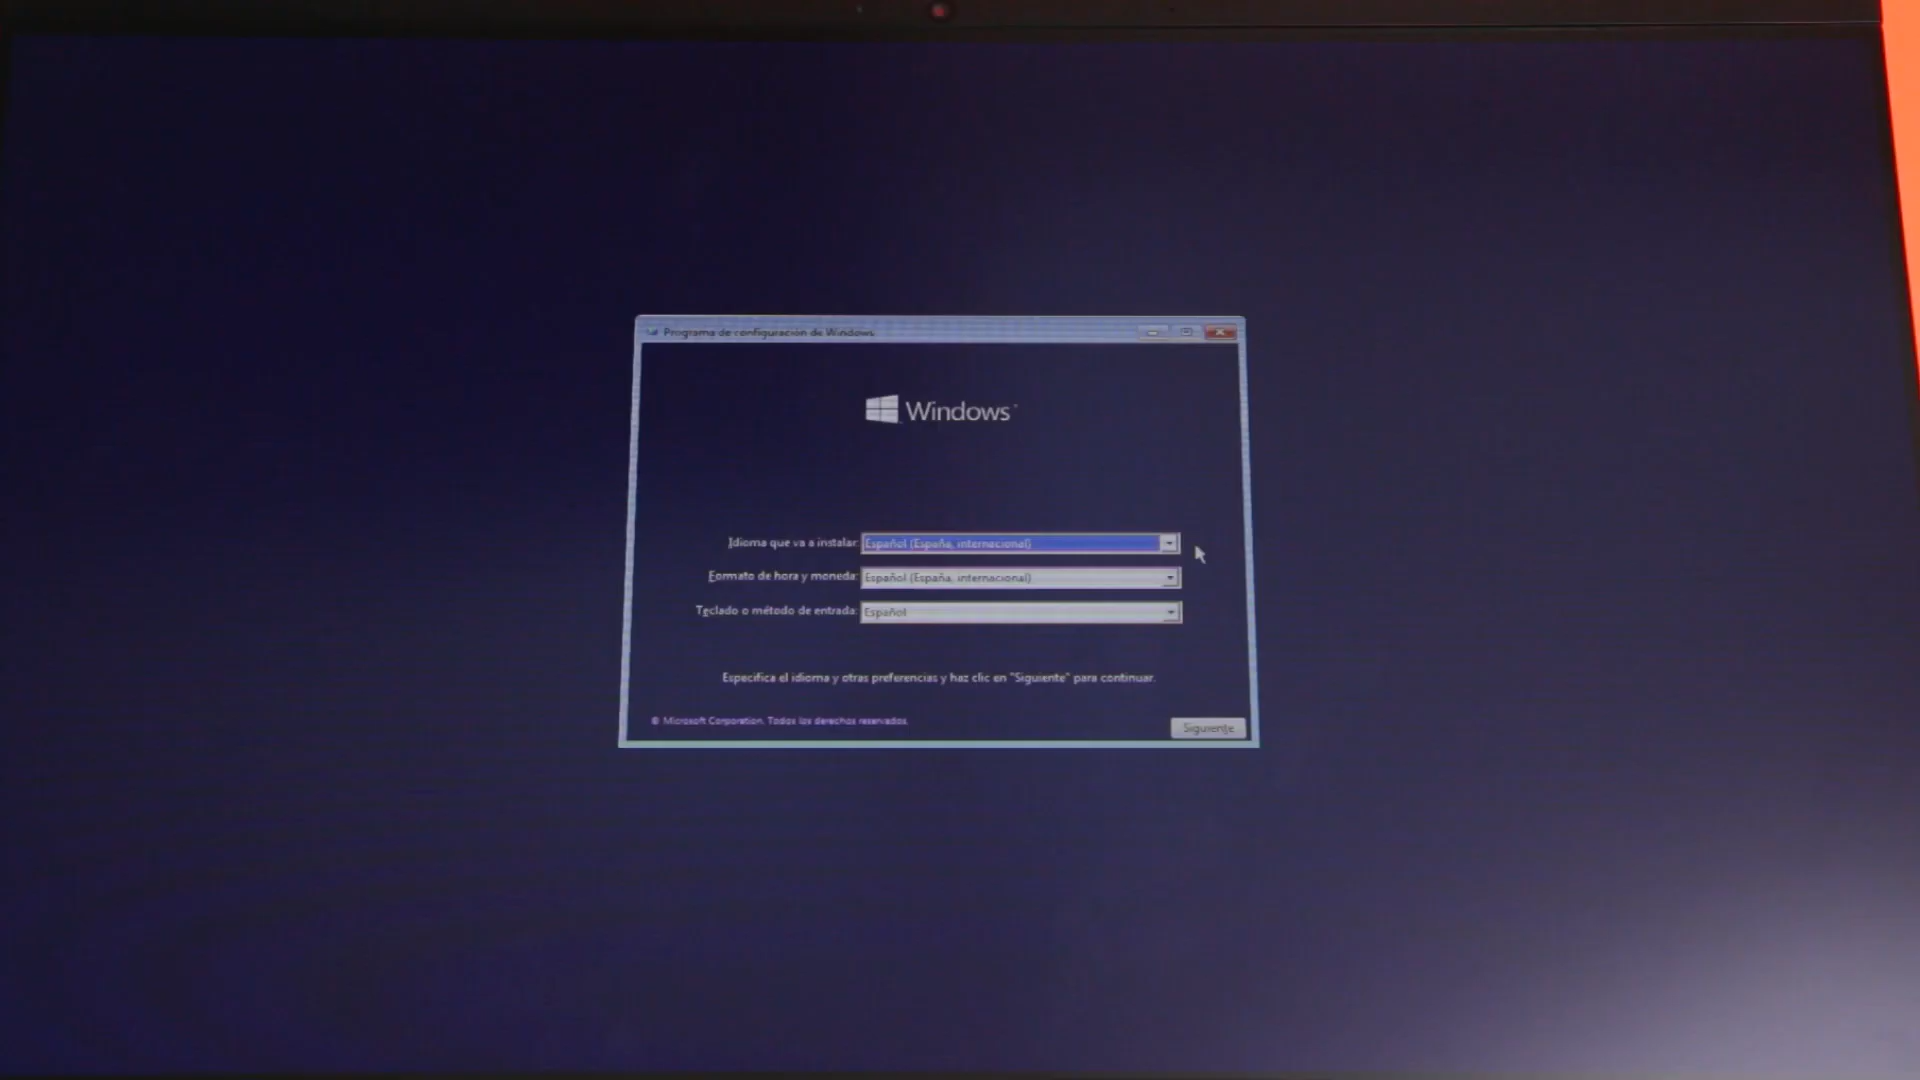 Programa de configuración de Windows
Windows
Idioma que va a instalar: Español (España, internacional)
Formato de hora y moneda: Español (España, internacional)
Teclado o método de entrada: Español
Especifica el idioma y otras preferencias y haz clic en "Siguiente" para continuar.
© Microsoft Corporation. Todos los derechos reservados.
Siguiente